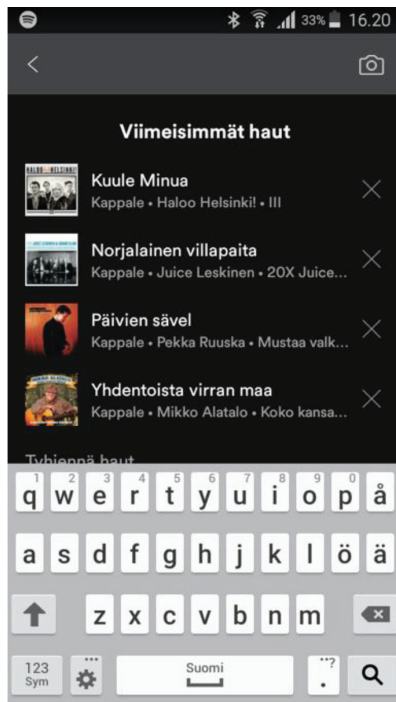 33% 16.20
Viimeisimmät haut
HALOO HELSINKI!
Kuule Minua
Kappale • Haloo Helsinki! • III
Norjalainen villapaita
Kappale • Juice Leskinen • 20X Juice...
Päivien sävel
Kappale • Pekka Ruuska • Mustaa valk...
Yhdentoista virran maa
Kappale • Mikko Alatalo • Koko kansa...
Tyhjennä haut
1 2 3 4 5 6 7 8 9 0
q w e r t y u i o p å
a s d f g h j k l ö ä
z x c v b n m
123
Sym
Suomi
...
..?
.